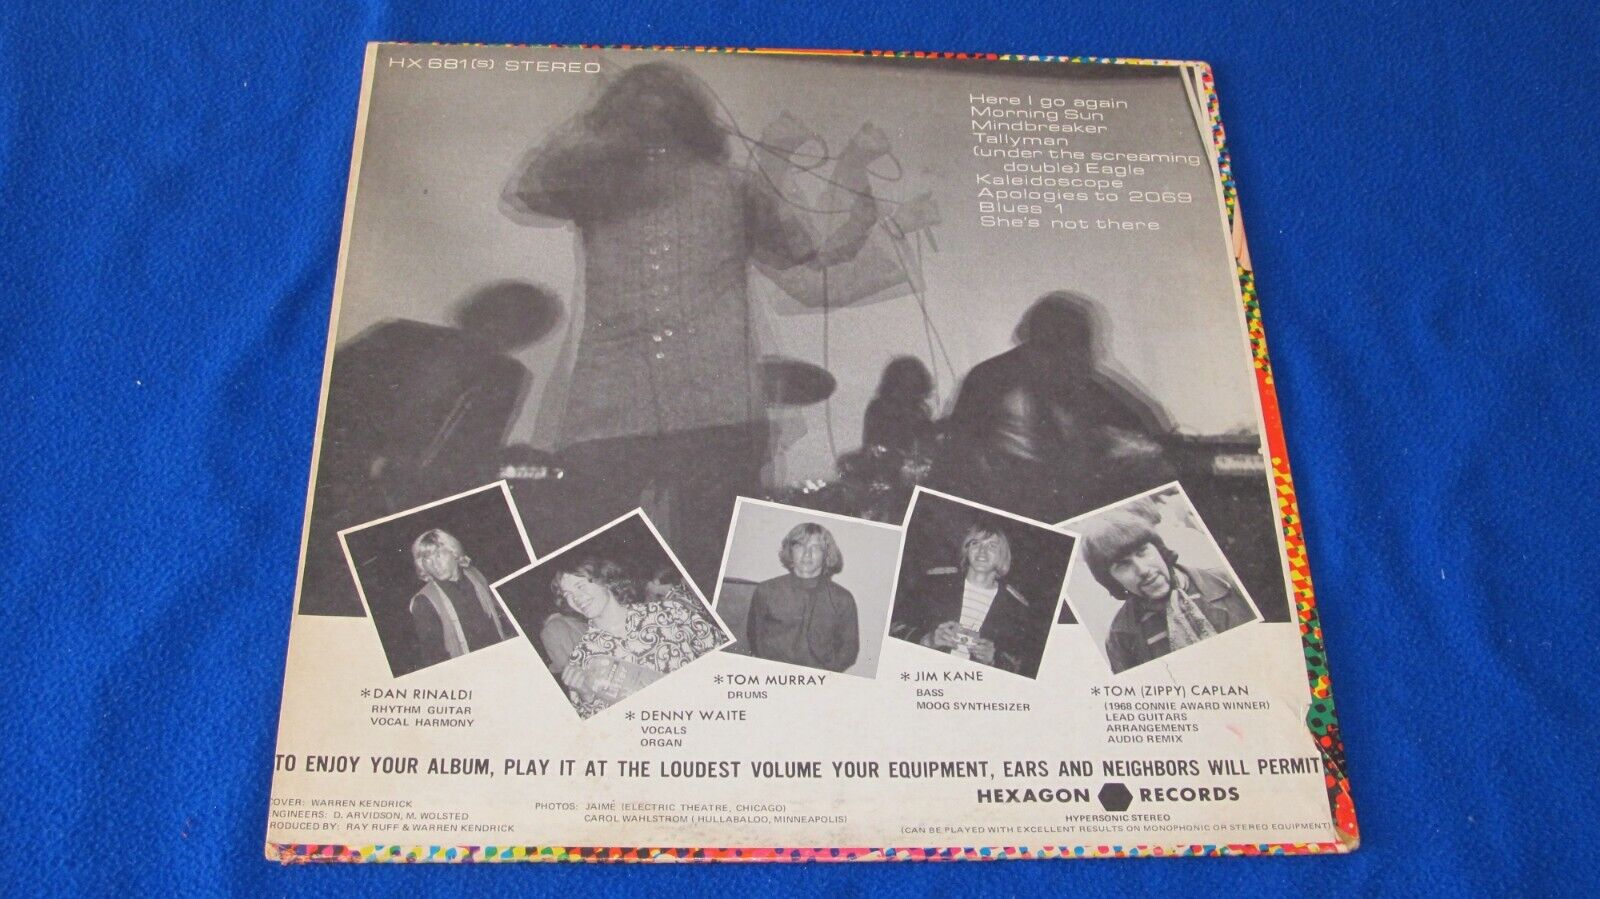 HX 681(S) STEREO
Here I go again
Morning Sun
Mindbreaker
Tallyman
(under the screaming
double) Eagle
Kaleidoscope
Apologies to 2069
Blues 1
She's not there
*DAN RINALDI
RHYTHM GUITAR
VOCAL HARMONY
*DENNY WAITE
VOCALS
ORGAN
*TOM MURRAY
DRUMS
*JIM KANE
BASS
MOOG SYNTHESIZER
*TOM (ZIPPY) CAPLAN
(1968 CONNIE AWARD WINNER)
LEAD GUITARS
ARRANGEMENTS
AUDIO REMIX
TO ENJOY YOUR ALBUM, PLAY IT AT THE LOUDEST VOLUME YOUR EQUIPMENT, EARS AND NEIGHBORS WILL PERMIT
OVER: WARREN KENDRICK
NGINEERS: D. ARVIDSON, M. WOLSTED
RODUCED BY: RAY RUFF & WARREN KENDRICK
PHOTOS: JAIMÉ (ELECTRIC THEATRE, CHICAGO)
CAROL WAHLSTROM (HULLABALOO, MINNEAPOLIS)
HEXAGON RECORDS
HYPERSONIC STEREO
(CAN BE PLAYED WITH EXCELLENT RESULTS ON MONOPHONIC OR STEREO EQUIPMENT)